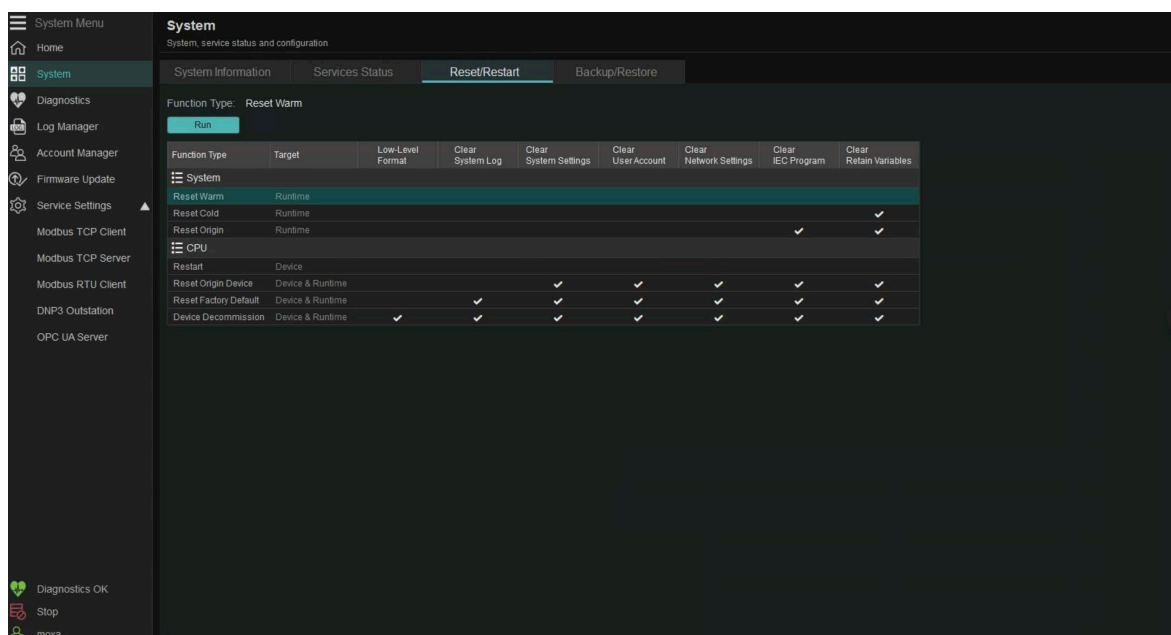 System Menu
Home
System
Diagnostics
LOG
Log Manager
Account Manager
Firmware Update
Service Settings
Modbus TCP Client
Modbus TCP Server
Modbus RTU Client
DNP3 Outstation
OPC UA Server
Diagnostics OK
Stop
moxa
System
System, service status and configuration
System Information Services Status Reset/Restart Backup/Restore
Function Type: Reset Warm
Run
Function Type Target Low-Level Format Clear System Log Clear System Settings Clear User Account Clear Network Settings Clear IEC Program Clear Retain Variables
System
Reset Warm Runtime
Reset Cold Runtime ✓
Reset Origin Runtime ✓ ✓
CPU
Restart Device
Reset Origin Device Device & Runtime ✓ ✓ ✓ ✓ ✓
Reset Factory Default Device & Runtime ✓ ✓ ✓ ✓ ✓ ✓
Device Decommission Device & Runtime ✓ ✓ ✓ ✓ ✓ ✓ ✓